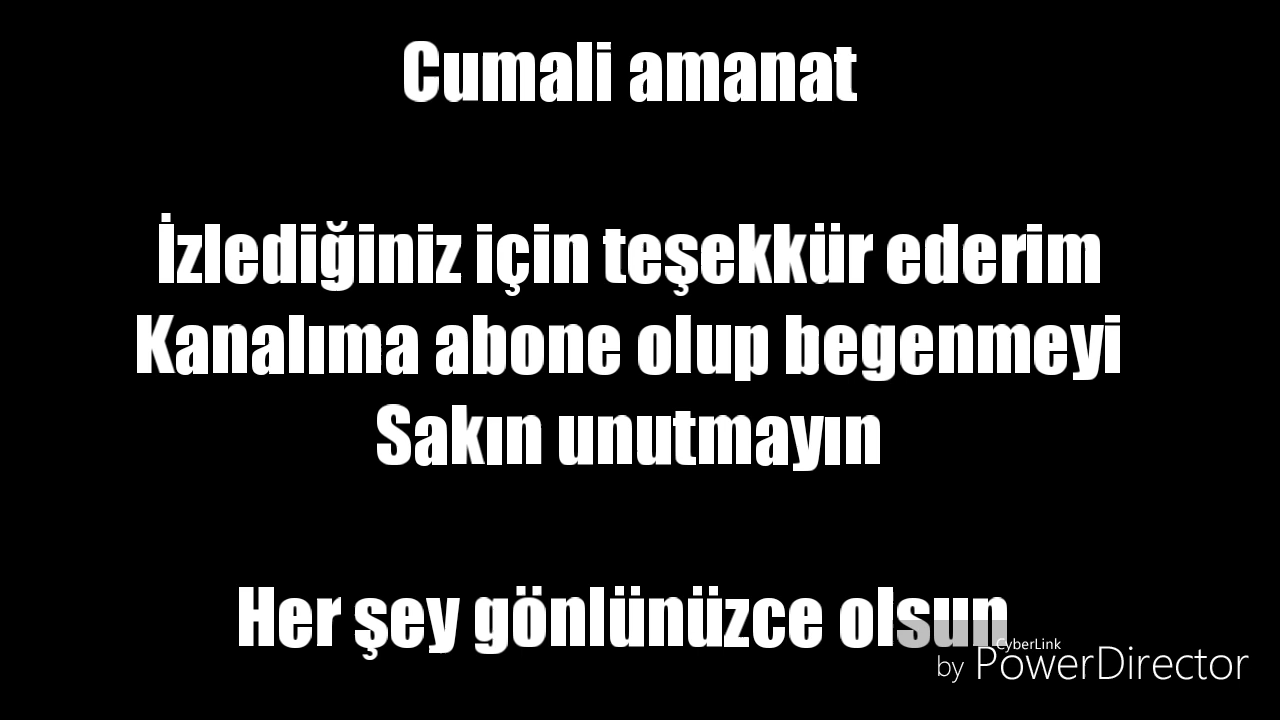 Cumali amanat
İzlediğiniz için teşekkür ederim
Kanalıma abone olup begenmeyi
Sakın unutmayın
Her şey gönlünüzce olsun
CyberLink
by PowerDirector